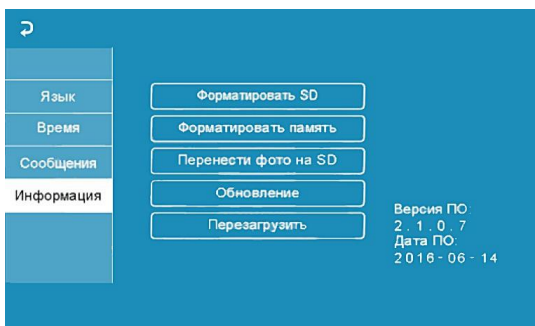 Язык
Время
Сообщения
Информация
Форматировать SD
Форматировать память
Перенести фото на SD
Обновление
Перезагрузить
Версия ПО:
2.1.0.7
Дата ПО:
2016-06-14